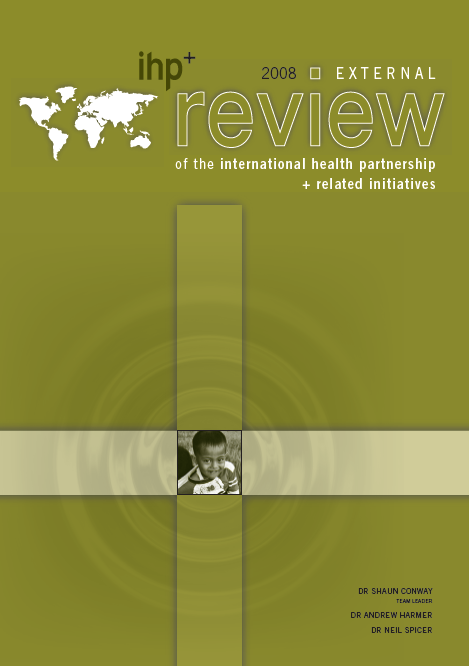 ihp+
2008 □ EXTERNAL
review
of the international health partnership
+ related initiatives
DR SHAUN CONWAY
TEAM LEADER
DR ANDREW HARMER
DR NEIL SPICER